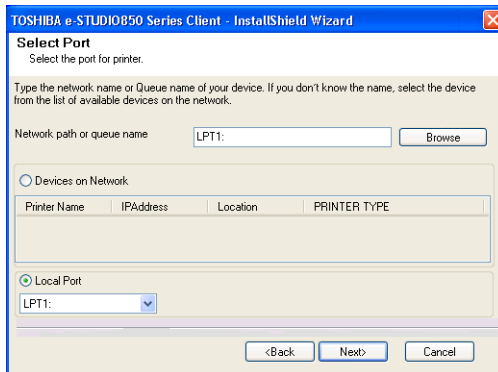 TOSHIBA e-STUDIO850 Series Client - InstallShield Wizard
Select Port
Select the port for printer.
Type the network name or Queue name of your device. If you don't know the name, select the device
from the list of available devices on the network.
Network path or queue name LPT1: Browse
Devices on Network
Printer Name IPAddress Location PRINTER TYPE
Local Port
LPT1:
<Back Next> Cancel